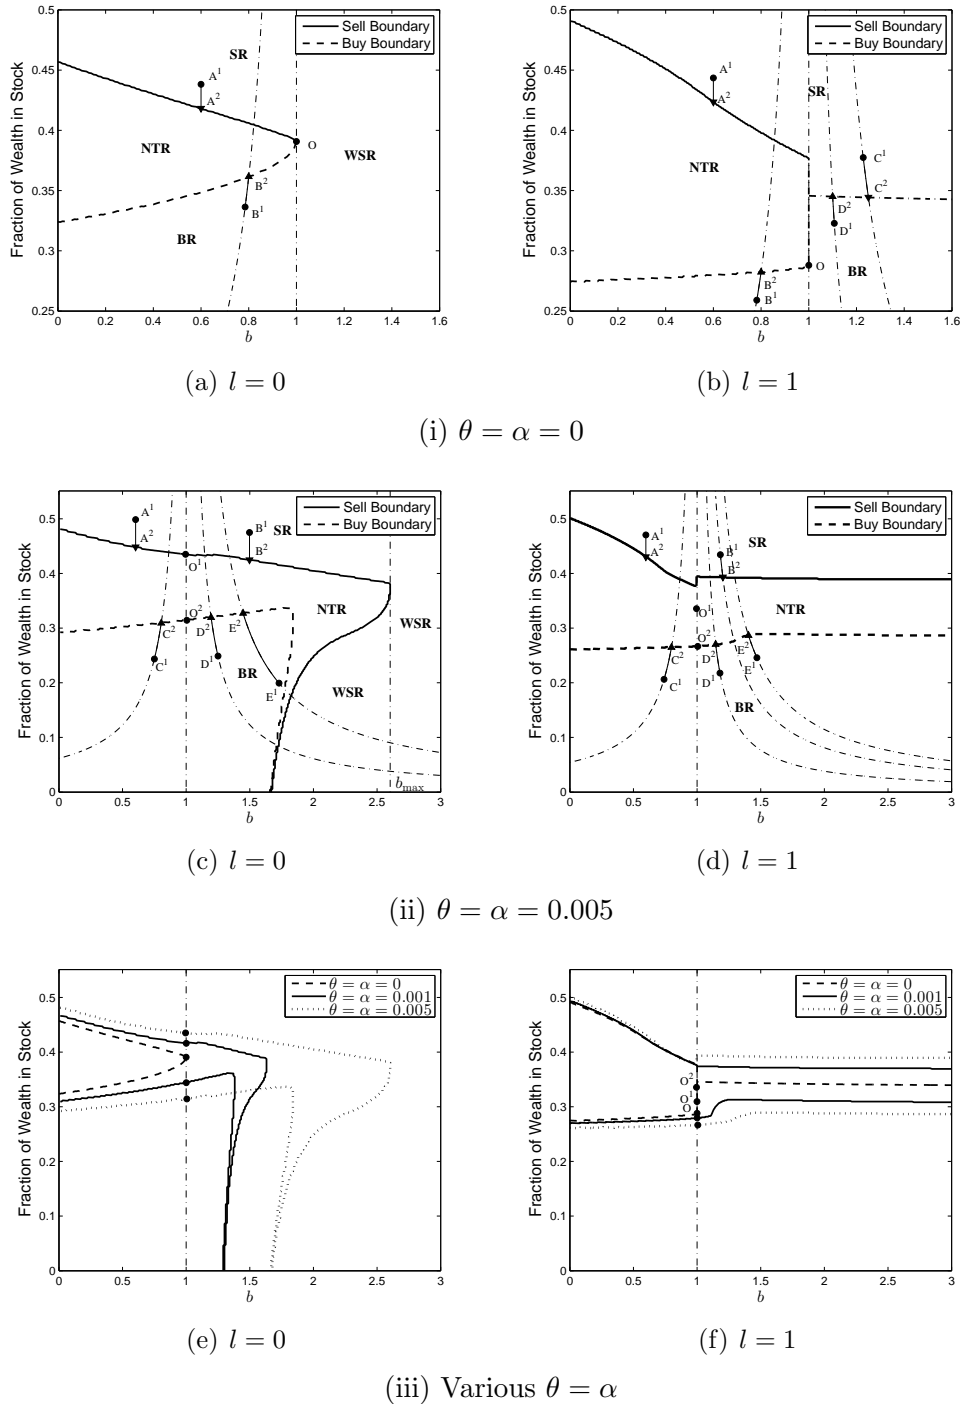 0.5
0.45
0.4
0.35
0.3
0.25
Fraction of Wealth in Stock
Sell Boundary
Buy Boundary
SR
A¹
A²
NTR
O
WSR
B²
B¹
BR
0 0.2 0.4 0.6 0.8 1 1.2 1.4 1.6
b
(a) l = 0
0.5
0.45
0.4
0.35
0.3
0.25
Fraction of Wealth in Stock
Sell Boundary
Buy Boundary
A¹
SR
A²
NTR
C¹
C²
D²
D¹
O
BR
B²
B¹
0 0.2 0.4 0.6 0.8 1 1.2 1.4 1.6
b
(b) l = 1
(i) θ = α = 0
0.5
0.4
0.3
0.2
0.1
0
Fraction of Wealth in Stock
Sell Boundary
Buy Boundary
A¹
A²
SR
B¹
B²
O¹
NTR
O²
C²
D²
E²
WSR
C¹
D¹
BR
E¹
WSR
b_max
0 0.5 1 1.5 2 2.5 3
b
(c) l = 0
0.5
0.4
0.3
0.2
0.1
0
Fraction of Wealth in Stock
Sell Boundary
Buy Boundary
A¹
A²
SR
B¹
B²
NTR
O¹
O²
C²
D²
E²
C¹
D¹
E¹
BR
0 0.5 1 1.5 2 2.5 3
b
(d) l = 1
(ii) θ = α = 0.005
0.5
0.4
0.3
0.2
0.1
0
Fraction of Wealth in Stock
θ = α = 0
θ = α = 0.001
θ = α = 0.005
0 0.5 1 1.5 2 2.5 3
b
(e) l = 0
0.5
0.4
0.3
0.2
0.1
0
Fraction of Wealth in Stock
θ = α = 0
θ = α = 0.001
θ = α = 0.005
O²
O¹
O
0 0.5 1 1.5 2 2.5 3
b
(f) l = 1
(iii) Various θ = α